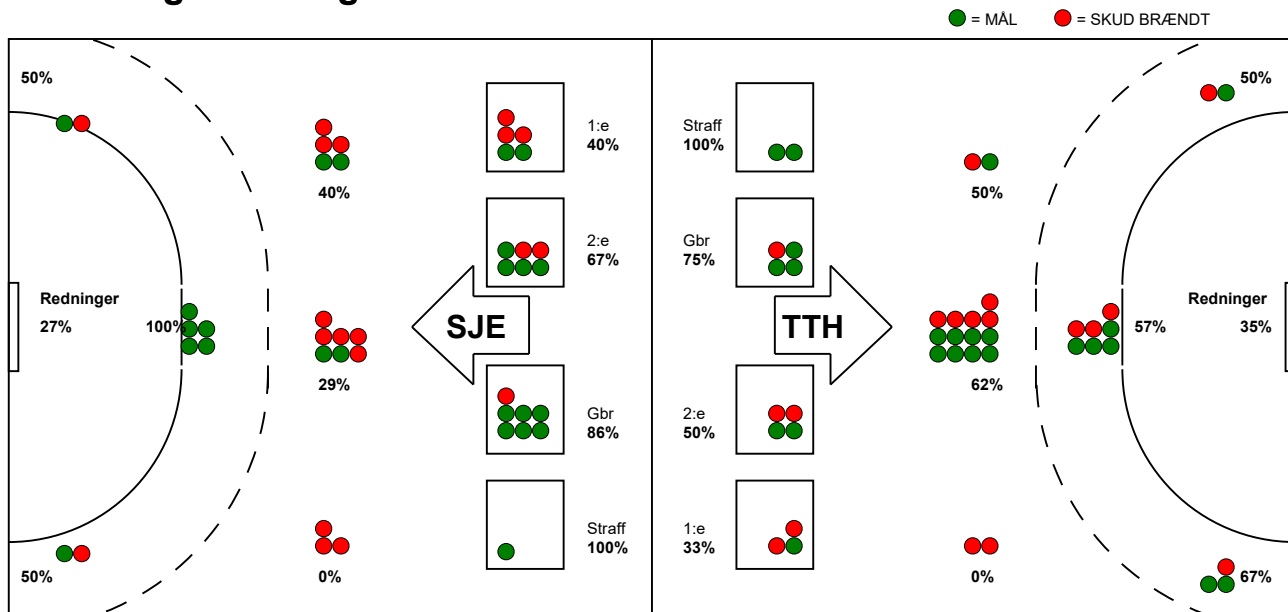 = MÅL = SKUD BRÆNDT
50%
40%
Redninger
27%
100%
29%
50%
0%
1:e
40%
2:e
67%
SJE
Gbr
86%
Straff
100%
Straff
100%
Gbr
75%
TTH
2:e
50%
1:e
33%
50%
50%
62%
57%
Redninger
35%
0%
67%